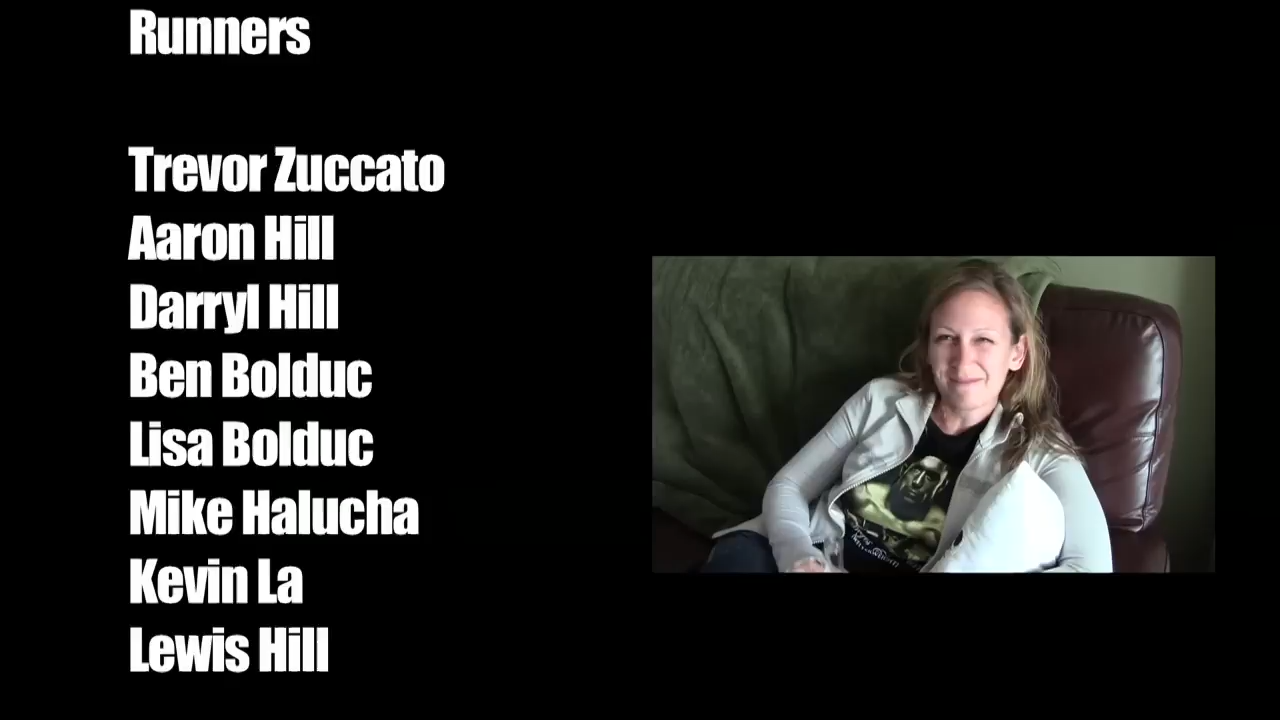 Runners
Trevor Zuccato
Aaron Hill
Darryl Hill
Ben Bolduc
Lisa Bolduc
Mike Halucha
Kevin La
Lewis Hill